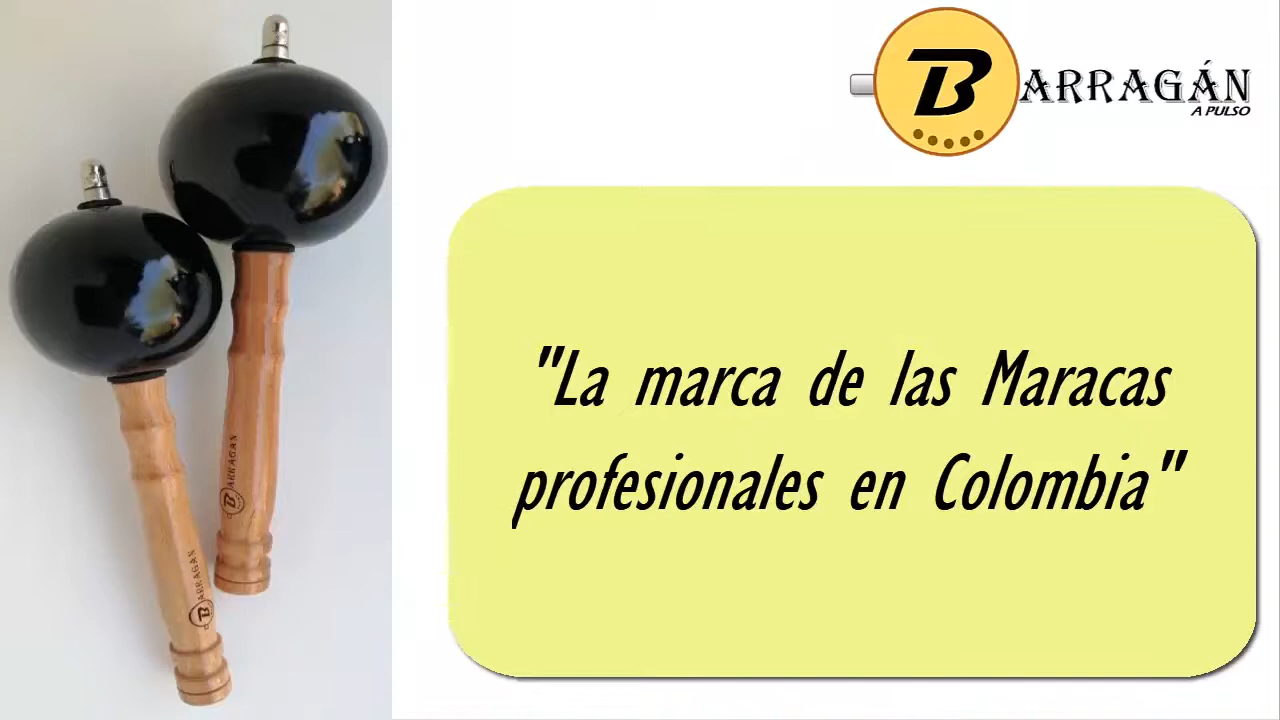 BARRAGÁN
A PULSO
"La marca de las Maracas
profesionales en Colombia"
BARRAGÁN
BARRAGÁN